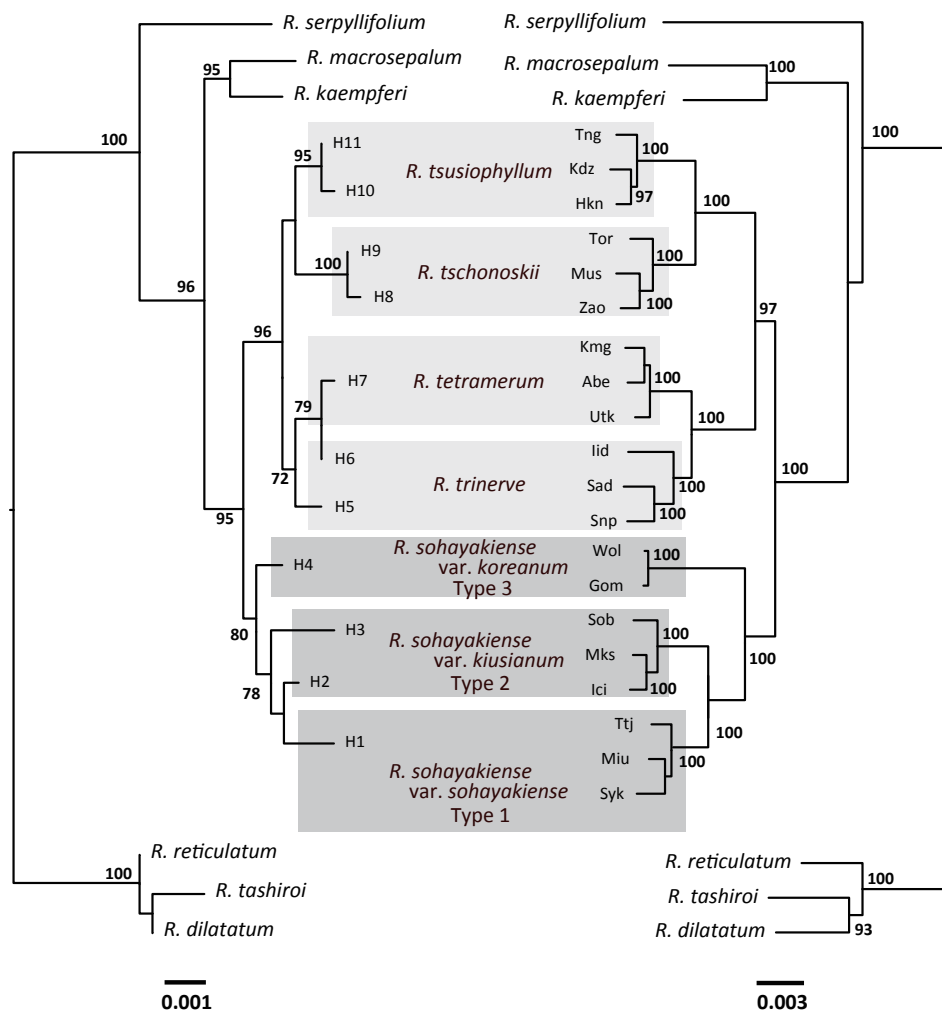 R. serpyllifolium
R. macrosepalum
R. kaempferi
95
100
96
95
96
95
H11
H10
100
H9
H8
79
72
H7
H6
H5
80
78
H4
H3
H2
H1
100
R. reticulatum
R. tashiroi
R. dilatatum
0.001
R. tsusiophyllum
R. tschonoskii
R. tetramerum
R. trinerve
R. sohayakiense
var. koreanum
Type 3
R. sohayakiense
var. kiusianum
Type 2
R. sohayakiense
var. sohayakiense
Type 1
R. serpyllifolium
R. macrosepalum
R. kaempferi
100
100
Tng
Kdz
Hkn
100
97
100
Tor
Mus
Zao
100
100
97
Kmg
Abe
Utk
100
100
Iid
Sad
Snp
100
100
100
Wol
Gom
100
100
Sob
Mks
Ici
100
100
100
Ttj
Miu
Syk
100
R. reticulatum
R. tashiroi
R. dilatatum
100
93
0.003